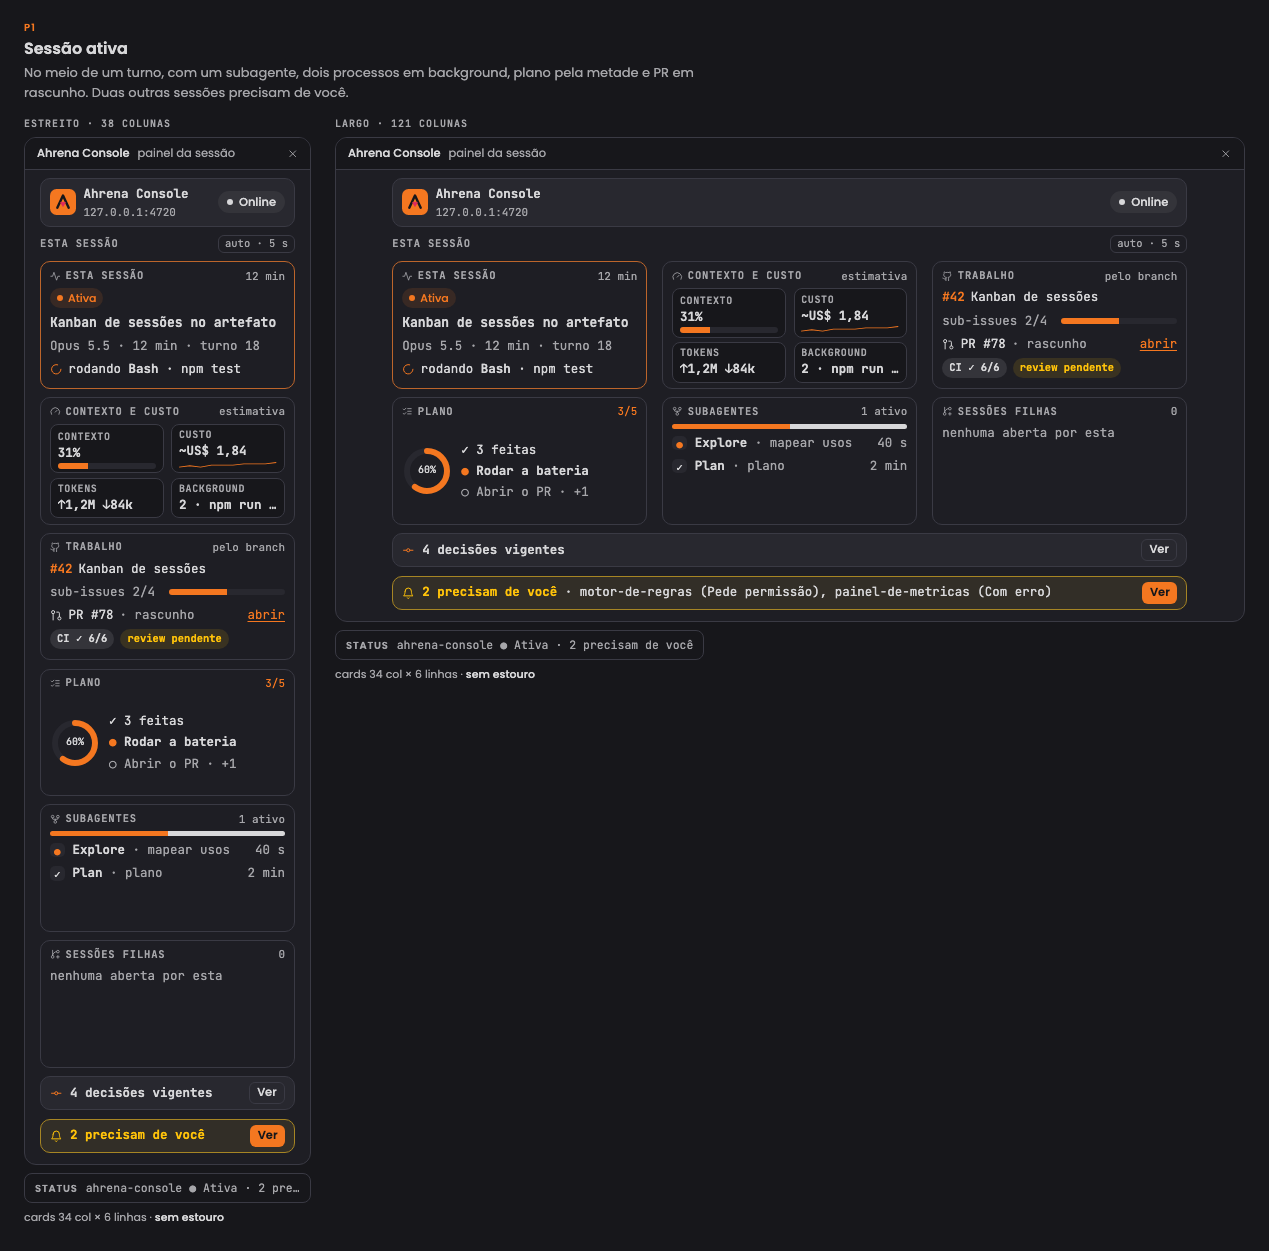 P1
Sessão ativa
No meio de um turno, com um subagente, dois processos em background, plano pela metade e PR em
rascunho. Duas outras sessões precisam de você.
ESTREITO · 38 COLUNAS
Ahrena Console painel da sessão ×
Ahrena Console
127.0.0.1:4720
Online
ESTA SESSÃO auto · 5 s
ESTA SESSÃO 12 min
Ativa
Kanban de sessões no artefato
Opus 5.5 · 12 min · turno 18
rodando Bash · npm test
CONTEXTO E CUSTO estimativa
CONTEXTO
31%
CUSTO
~US$ 1,84
TOKENS
↑1,2M ↓84k
BACKGROUND
2 · npm run …
TRABALHO pelo branch
#42 Kanban de sessões
sub-issues 2/4
PR #78 · rascunho abrir
CI ✓ 6/6 review pendente
PLANO 3/5
60%
✓ 3 feitas
● Rodar a bateria
○ Abrir o PR · +1
SUBAGENTES 1 ativo
● Explore · mapear usos 40 s
✓ Plan · plano 2 min
SESSÕES FILHAS 0
nenhuma aberta por esta
4 decisões vigentes Ver
2 precisam de você Ver
STATUS ahrena-console ● Ativa · 2 pre…
cards 34 col × 6 linhas · sem estouro
LARGO · 121 COLUNAS
Ahrena Console painel da sessão ×
Ahrena Console
127.0.0.1:4720
Online
ESTA SESSÃO auto · 5 s
ESTA SESSÃO 12 min
Ativa
Kanban de sessões no artefato
Opus 5.5 · 12 min · turno 18
rodando Bash · npm test
CONTEXTO E CUSTO estimativa
CONTEXTO
31%
CUSTO
~US$ 1,84
TOKENS
↑1,2M ↓84k
BACKGROUND
2 · npm run …
TRABALHO pelo branch
#42 Kanban de sessões
sub-issues 2/4
PR #78 · rascunho abrir
CI ✓ 6/6 review pendente
PLANO 3/5
60%
✓ 3 feitas
● Rodar a bateria
○ Abrir o PR · +1
SUBAGENTES 1 ativo
● Explore · mapear usos 40 s
✓ Plan · plano 2 min
SESSÕES FILHAS 0
nenhuma aberta por esta
4 decisões vigentes Ver
2 precisam de você · motor-de-regras (Pede permissão), painel-de-metricas (Com erro) Ver
STATUS ahrena-console ● Ativa · 2 precisam de você
cards 34 col × 6 linhas · sem estouro